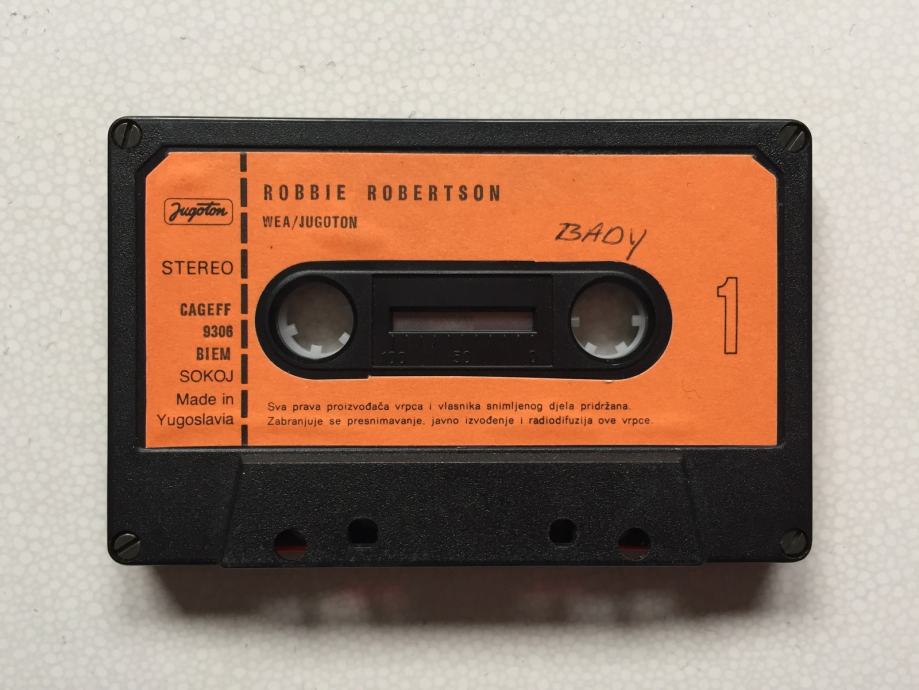 Jugoton
STEREO
CAGEFF
9306
BIEM
SOKOJ
Made in
Yugoslavia
ROBBIE ROBERTSON
WEA/JUGOTON
BADY
1
100 50 0
Sva prava proizvođača vrpca i vlasnika snimljenog djela pridržana.
Zabranjuje se presnimavanje, javno izvođenje i radiodifuzija ove vrpce.